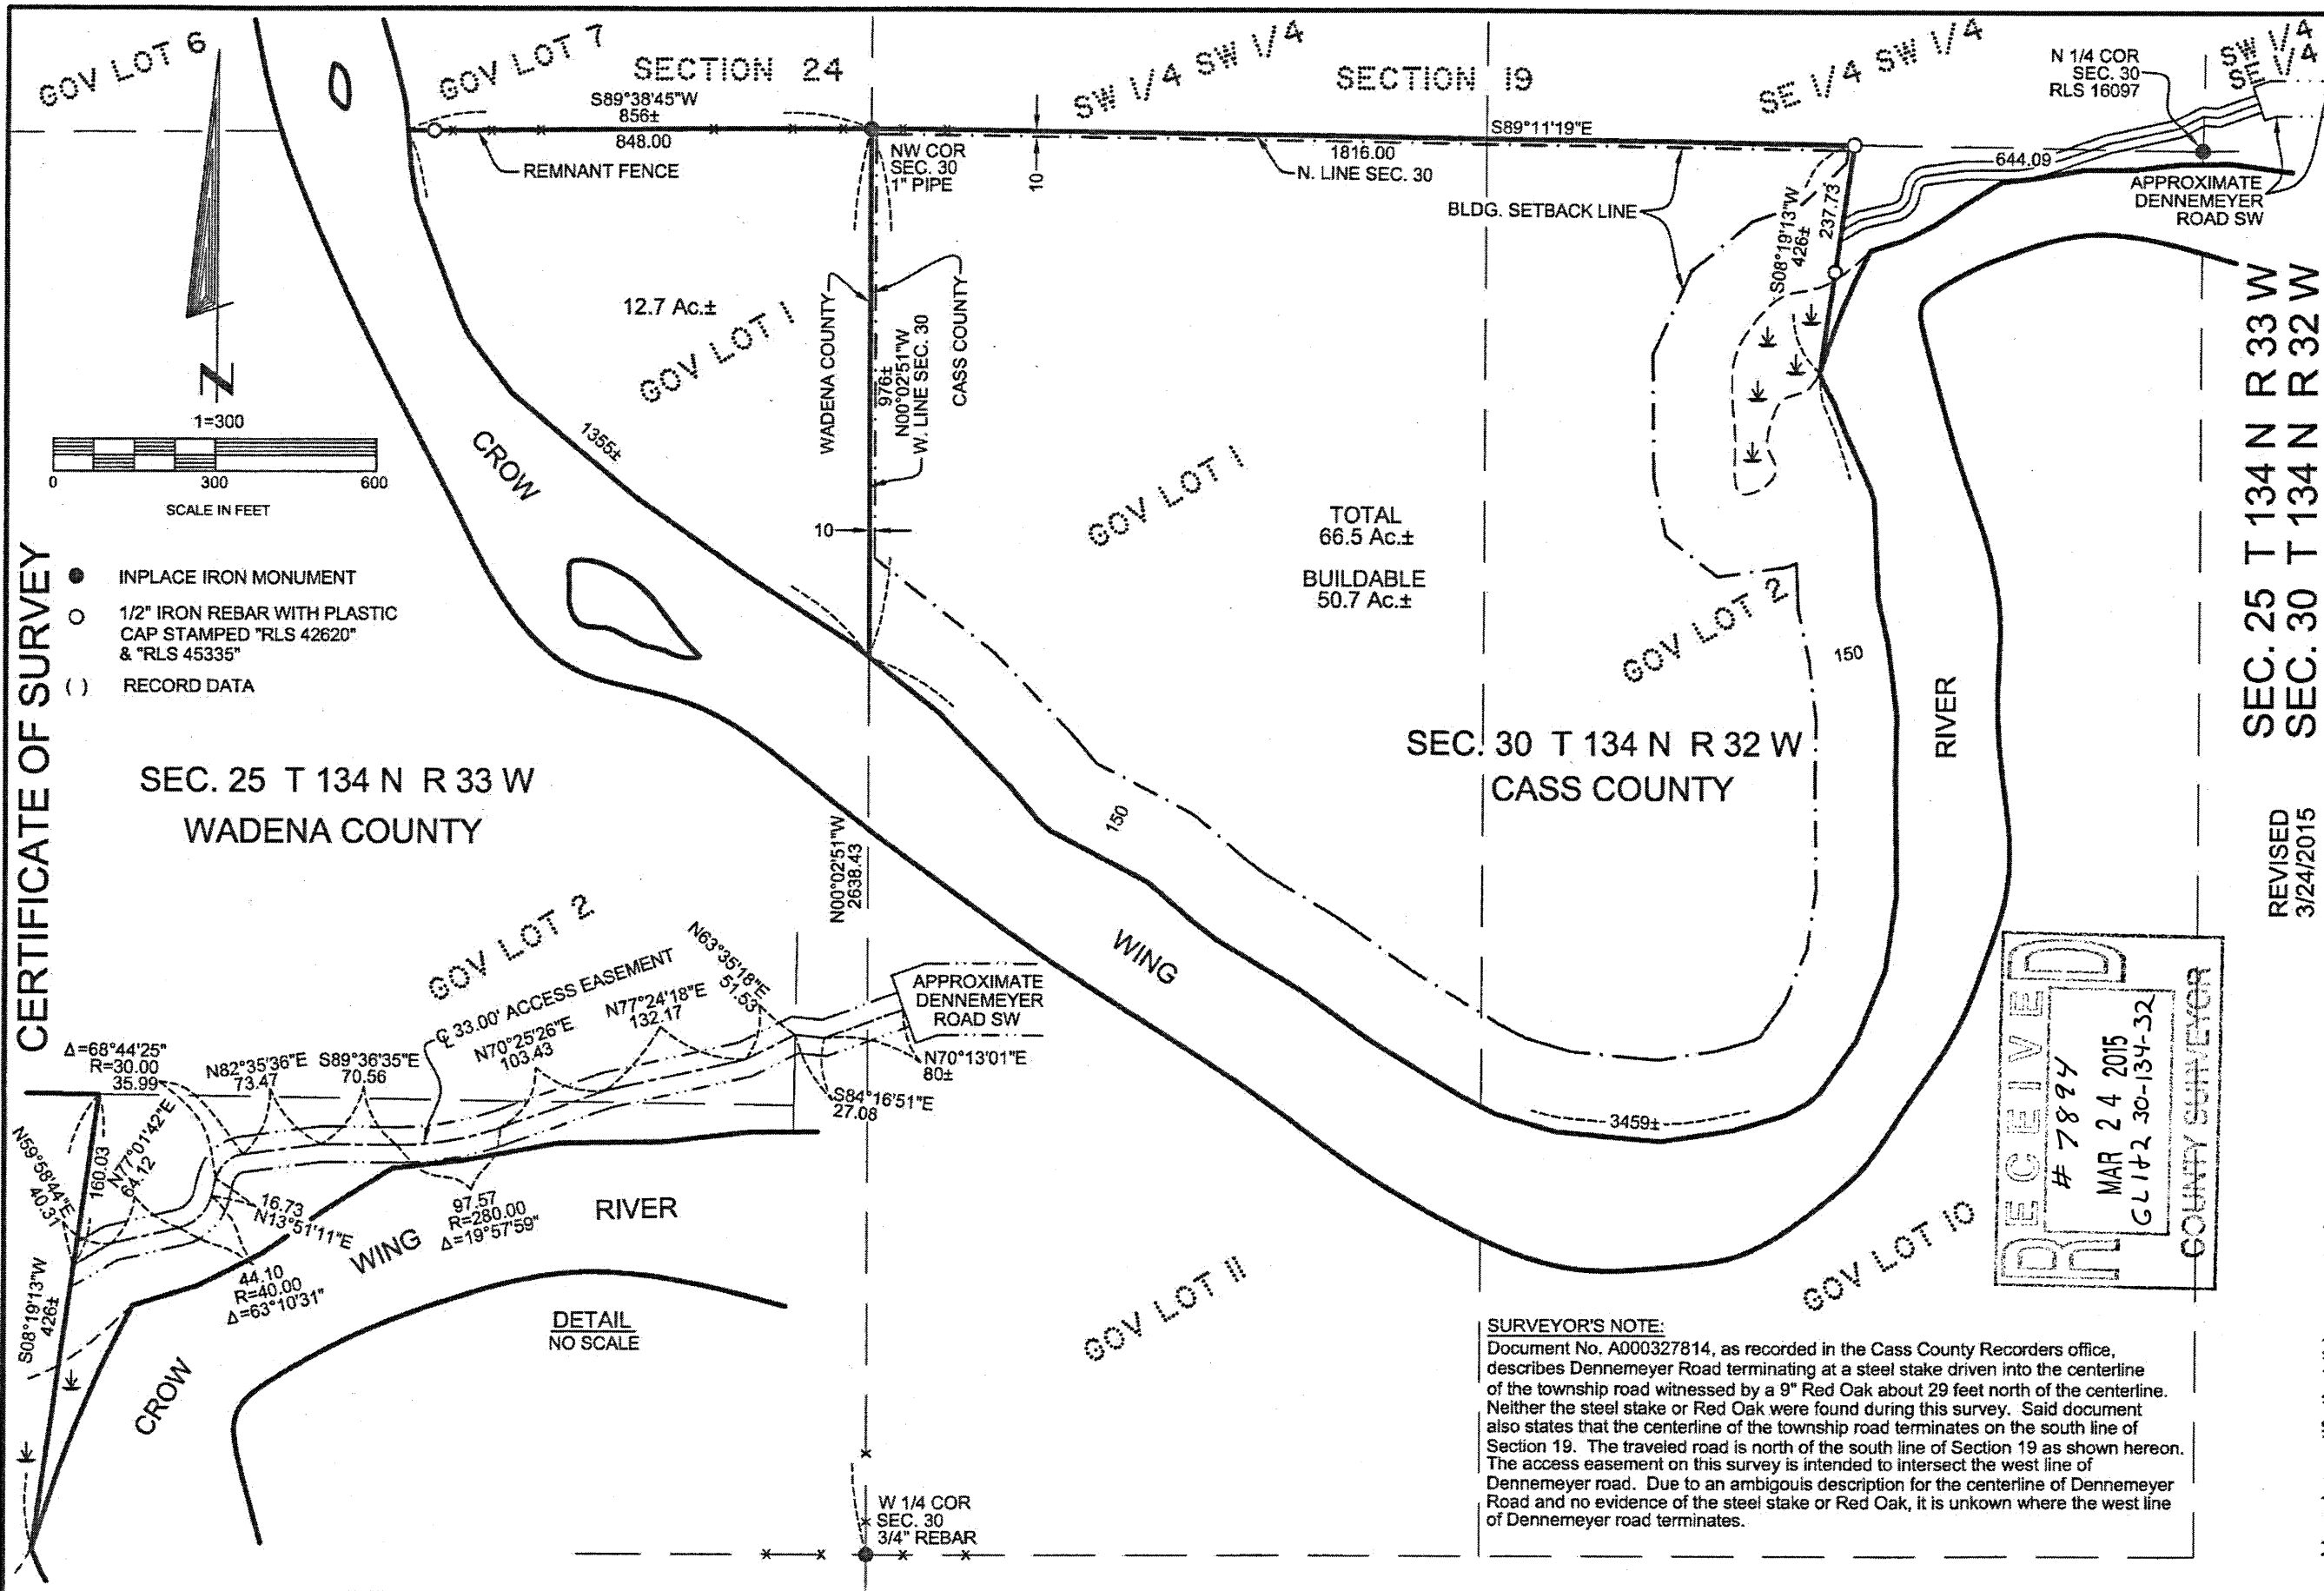 GOV LOT 6
GOV LOT 7
SECTION 24
SW 1/4 SW 1/4
SECTION 19
SE 1/4 SW 1/4
SW 1/4
SE 1/4
N 1/4 COR
SEC. 30
RLS 16097
S89°38'45"W
856±
848.00
REMNANT FENCE
NW COR
SEC. 30
1" PIPE
10
S89°11'19"E
1816.00
N. LINE SEC. 30
BLDG. SETBACK LINE
644.09
APPROXIMATE
DENNEMEYER
ROAD SW
S08°19'13"W
426±
237.73
N
1=300
0 300 600
SCALE IN FEET
12.7 Ac.±
GOV LOT 1
WADENA COUNTY
976±
N00°02'51"W
W. LINE SEC. 30
CASS COUNTY
10
CROW
1355±
GOV LOT 1
TOTAL
66.5 Ac.±
BUILDABLE
50.7 Ac.±
GOV LOT 2
150
RIVER
CERTIFICATE OF SURVEY
INPLACE IRON MONUMENT
1/2" IRON REBAR WITH PLASTIC
CAP STAMPED "RLS 42620"
& "RLS 45335"
( ) RECORD DATA
SEC. 25 T 134 N R 33 W
WADENA COUNTY
SEC. 30 T 134 N R 32 W
CASS COUNTY
SEC. 25 T 134 N R 33 W
SEC. 30 T 134 N R 32 W
REVISED
3/24/2015
N00°02'51"W
2638.43
150
WING
3459±
GOV LOT 2
℄ 33.00' ACCESS EASEMENT
N63°35'18"E
51.53
N77°24'18"E
132.17
N70°25'26"E
103.43
APPROXIMATE
DENNEMEYER
ROAD SW
N70°13'01"E
80±
S84°16'51"E
27.08
Δ=68°44'25"
R=30.00
35.99
N82°35'36"E
73.47
S89°36'35"E
70.56
N59°58'44"E
40.31
160.03
N77°01'42"E
64.12
16.73
N13°51'11"E
44.10
R=40.00
Δ=63°10'31"
97.57
R=280.00
Δ=19°57'59"
S08°19'13"W
426±
CROW
WING
RIVER
DETAIL
NO SCALE
GOV LOT 11
GOV LOT 10
RECEIVED
# 7894
MAR 24 2015
GL 1+2 30-134-32
COUNTY SURVEYOR
W 1/4 COR
SEC. 30
3/4" REBAR
SURVEYOR'S NOTE:
Document No. A000327814, as recorded in the Cass County Recorders office,
describes Dennemeyer Road terminating at a steel stake driven into the centerline
of the township road witnessed by a 9" Red Oak about 29 feet north of the centerline.
Neither the steel stake or Red Oak were found during this survey. Said document
also states that the centerline of the township road terminates on the south line of
Section 19. The traveled road is north of the south line of Section 19 as shown hereon.
The access easement on this survey is intended to intersect the west line of
Dennemeyer road. Due to an ambigouis description for the centerline of Dennemeyer
Road and no evidence of the steel stake or Red Oak, it is unkown where the west line
of Dennemeyer road terminates.